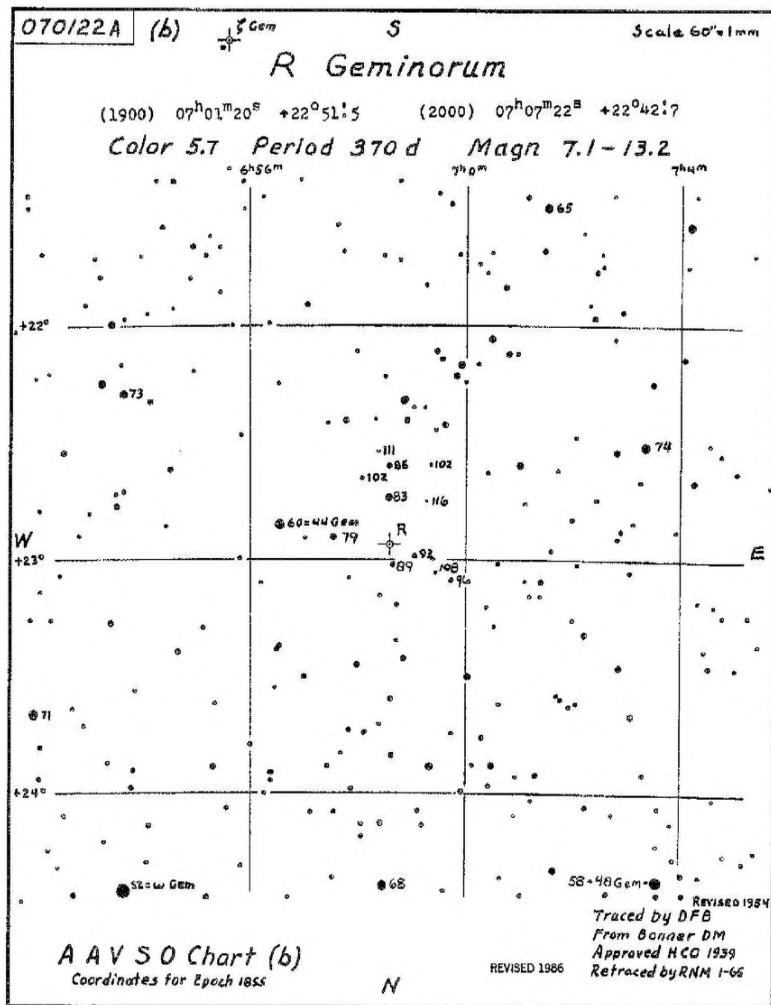 070122A (b) ζ Gem S Scale 60"=1mm
R Geminorum
(1900) 07h01m20s +22°51!5 (2000) 07h07m22s +22°42!7
Color 5.7 Period 370 d Magn 7.1-13.2
6h56m 7h0m 7h4m
65
+22°
73
111
74
86 102
102
83 116
60=44 Gem
R
79
W E
92
+23°
89 108
96
71
+24°
52=ω Gem 68 58=48 Gem
REVISED 1954
Traced by DFB
From Bonner DM
A A V S O Chart (b)
Approved HCO 1939
REVISED 1986
Retraced by RNM 1-66
Coordinates for Epoch 1855
N